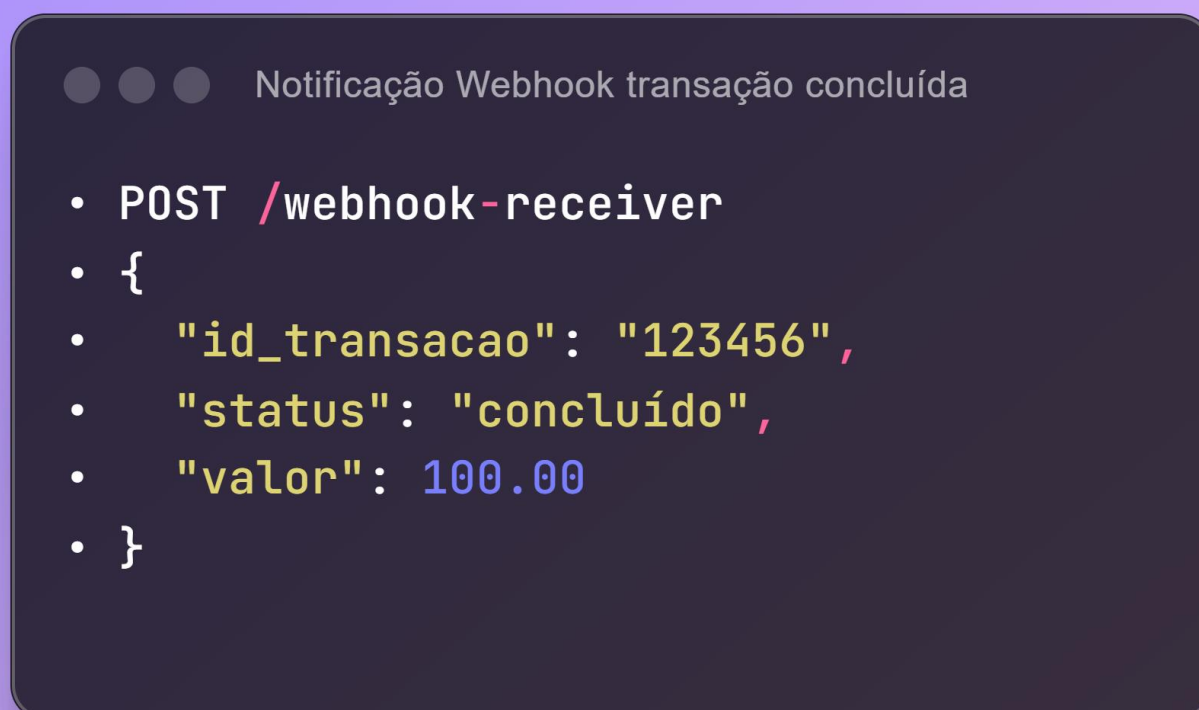 Notificação Webhook transação concluída
• POST /webhook-receiver
• {
•   "id_transacao": "123456",
•   "status": "concluído",
•   "valor": 100.00
• }